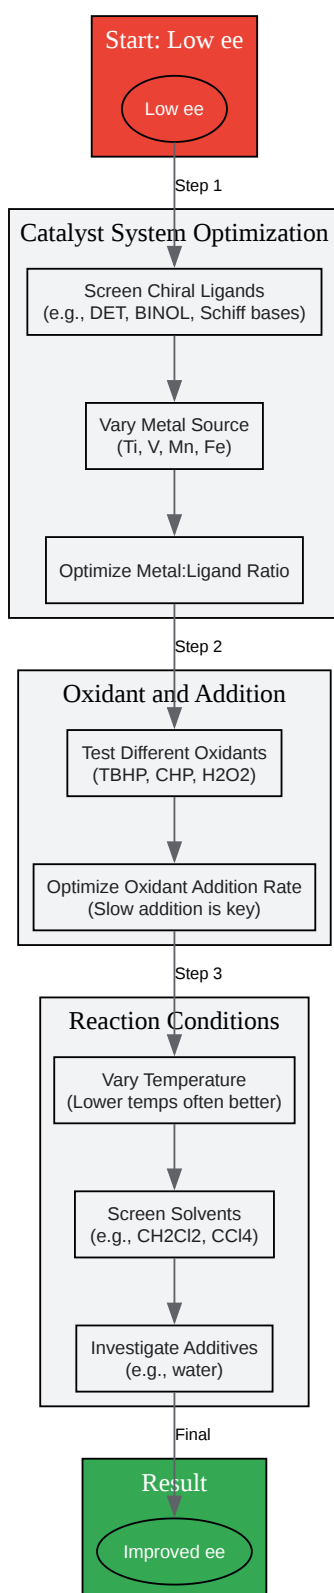 Start: Low ee
Low ee
Step 1
Catalyst System Optimization
Screen Chiral Ligands
(e.g., DET, BINOL, Schiff bases)
Vary Metal Source
(Ti, V, Mn, Fe)
Optimize Metal:Ligand Ratio
Step 2
Oxidant and Addition
Test Different Oxidants
(TBHP, CHP, H2O2)
Optimize Oxidant Addition Rate
(Slow addition is key)
Step 3
Reaction Conditions
Vary Temperature
(Lower temps often better)
Screen Solvents
(e.g., CH2Cl2, CCl4)
Investigate Additives
(e.g., water)
Final
Result
Improved ee